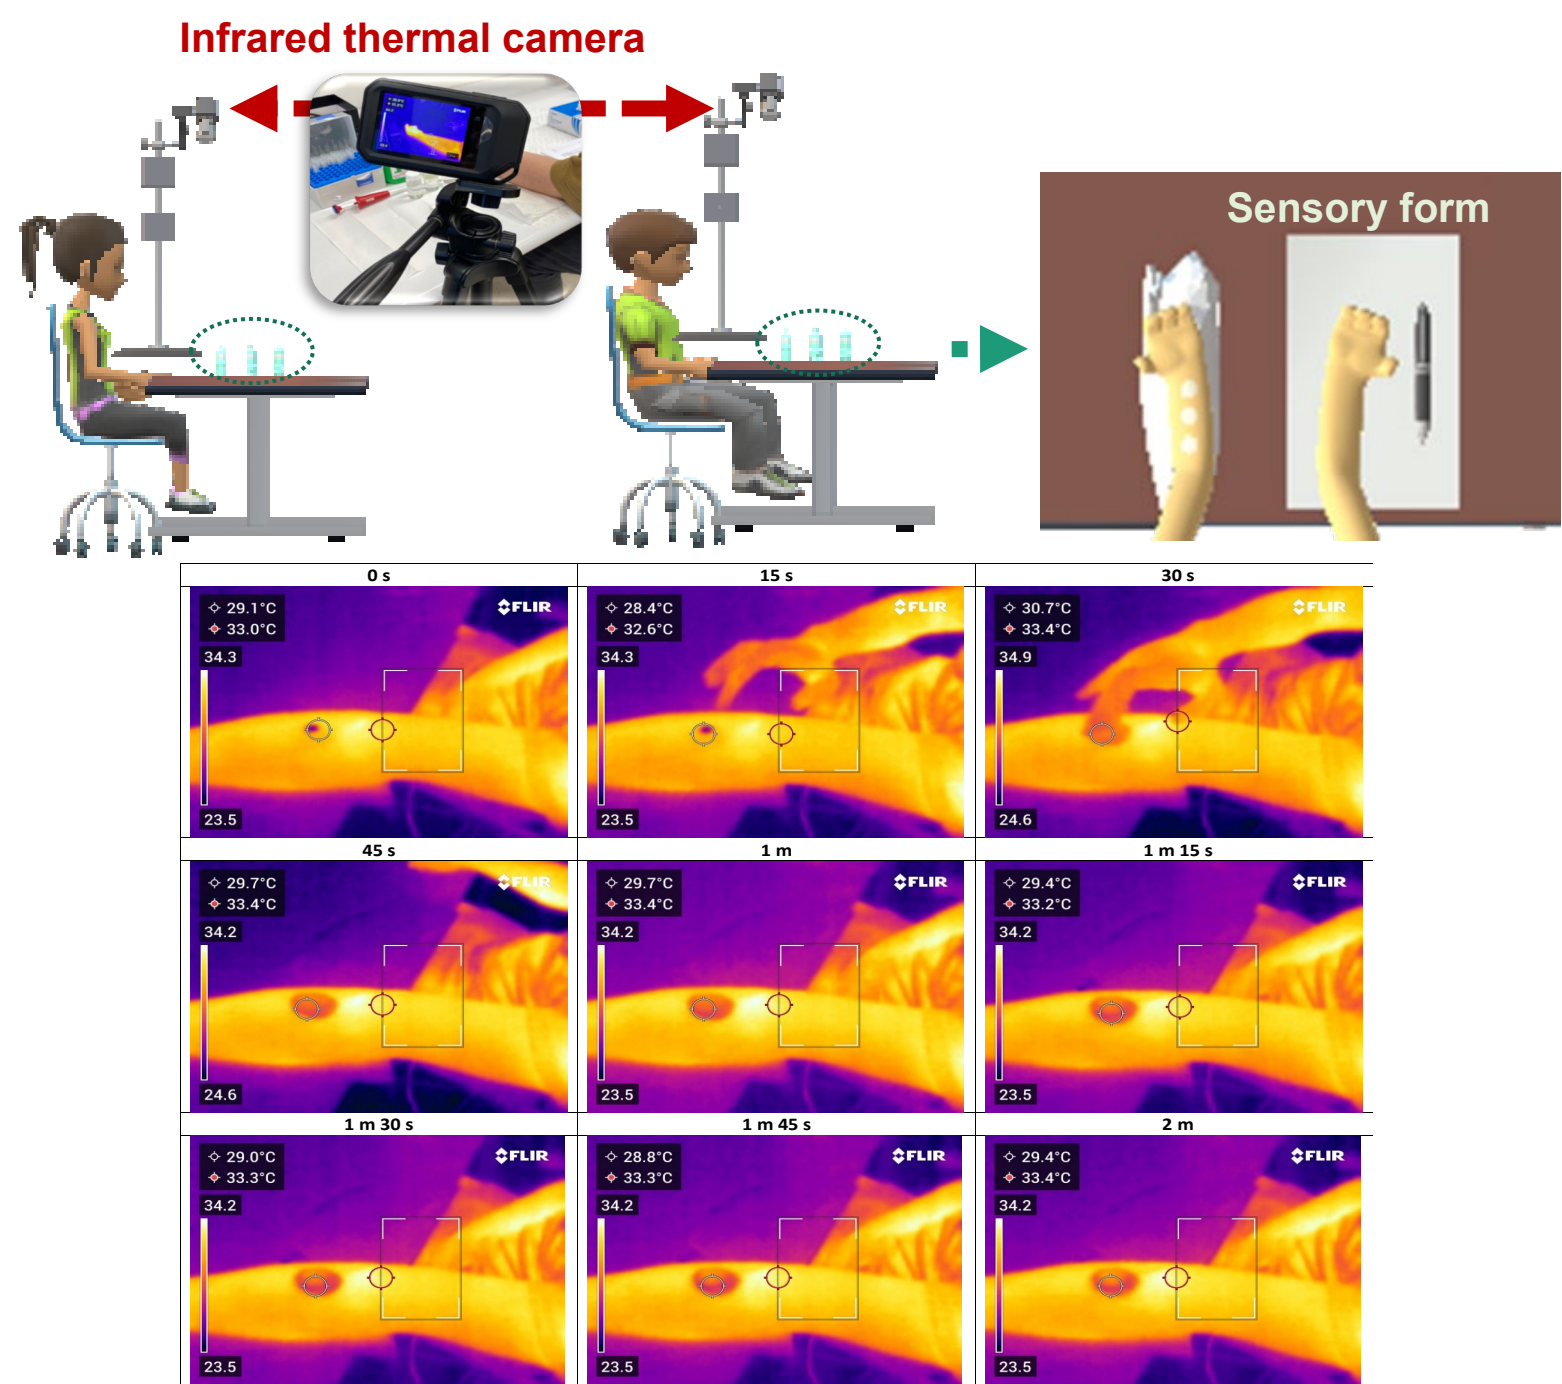 Infrared thermal camera
Sensory form
0 s
15 s
30 s
29.1°C
33.0°C
34.3
23.5
FLIR
28.4°C
32.6°C
34.3
23.5
FLIR
30.7°C
33.4°C
34.9
24.6
FLIR
45 s
1 m
1 m 15 s
29.7°C
33.4°C
34.2
24.6
FLIR
29.7°C
33.4°C
34.2
23.5
FLIR
29.4°C
33.2°C
34.2
23.5
FLIR
1 m 30 s
1 m 45 s
2 m
29.0°C
33.3°C
34.2
23.5
FLIR
28.8°C
33.3°C
34.2
23.5
FLIR
29.4°C
33.4°C
34.2
23.5
FLIR